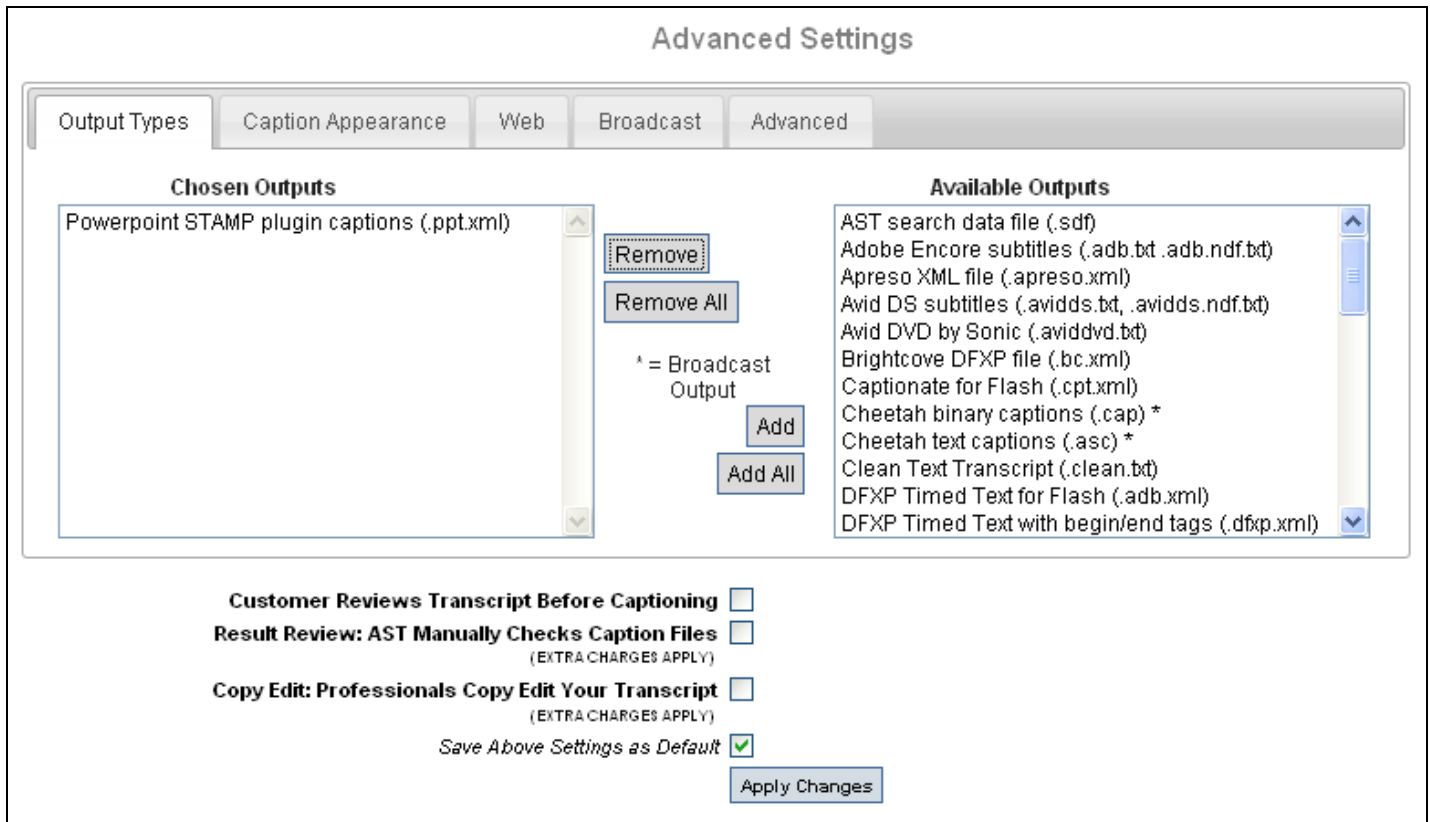 Advanced Settings
Output Types
Caption Appearance
Web
Broadcast
Advanced
Chosen Outputs
Powerpoint STAMP plugin captions (.ppt.xml)
Remove
Remove All
* = Broadcast
Output
Add
Add All
Available Outputs
AST search data file (.sdf)
Adobe Encore subtitles (.adb.txt .adb.ndf.txt)
Apreso XML file (.apreso.xml)
Avid DS subtitles (.avidds.txt, .avidds.ndf.txt)
Avid DVD by Sonic (.aviddvd.txt)
Brightcove DFXP file (.bc.xml)
Captionate for Flash (.cpt.xml)
Cheetah binary captions (.cap) *
Cheetah text captions (.asc) *
Clean Text Transcript (.clean.txt)
DFXP Timed Text for Flash (.adb.xml)
DFXP Timed Text with begin/end tags (.dfxp.xml)
Customer Reviews Transcript Before Captioning
Result Review: AST Manually Checks Caption Files
(EXTRA CHARGES APPLY)
Copy Edit: Professionals Copy Edit Your Transcript
(EXTRA CHARGES APPLY)
Save Above Settings as Default
Apply Changes